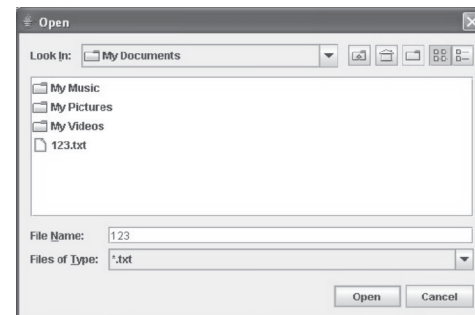 Open
Look In: My Documents
My Music
My Pictures
My Videos
123.txt
File Name: 123
Files of Type: *.txt
Open Cancel